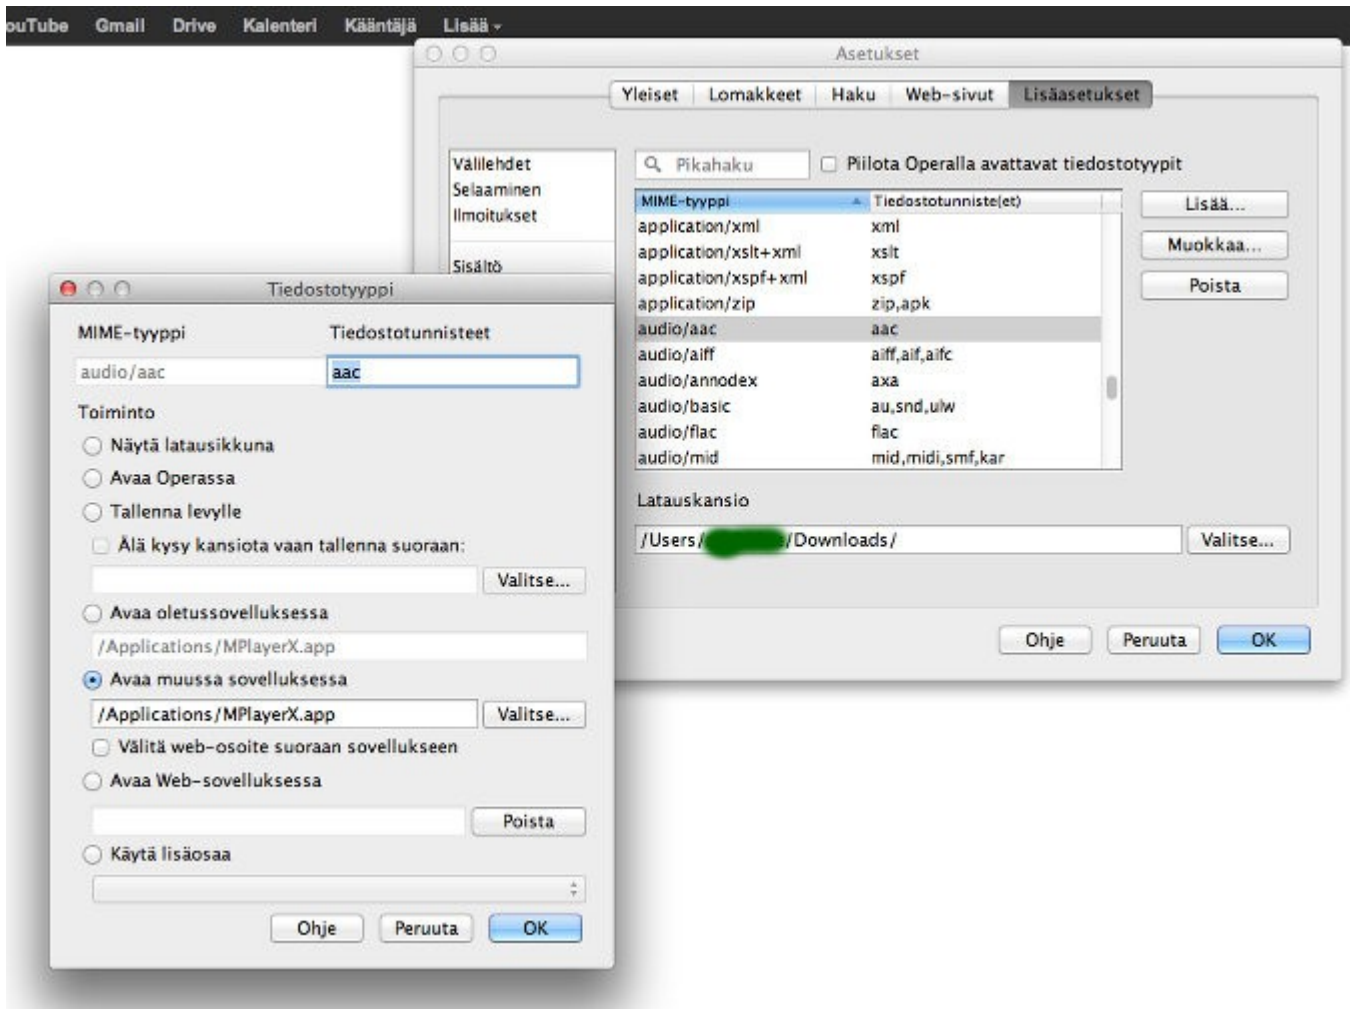 ouTube Gmail Drive Kalenteri Kääntäjä Lisää
Asetukset
Yleiset Lomakkeet Haku Web-sivut Lisäasetukset
Välilehdet
Selaaminen
Ilmoitukset
Sisältö
Pikahaku Piilota Operalla avattavat tiedostotyypit
MIME-tyyppi Tiedostotunniste(et)
application/xml xml
application/xslt+xml xslt
application/xspf+xml xspf
application/zip zip,apk
audio/aac aac
audio/aiff aiff,aif,aifc
audio/annodex axa
audio/basic au,snd,ulw
audio/flac flac
audio/mid mid,midi,smf,kar
Lisää...
Muokkaa...
Poista
Latauskansio
/Users/ /Downloads/ Valitse...
Ohje Peruuta OK
Tiedostotyyppi
MIME-tyyppi Tiedostotunnisteet
audio/aac aac
Toiminto
Näytä latausikkuna
Avaa Operassa
Tallenna levylle
Älä kysy kansiota vaan tallenna suoraan:
Valitse...
Avaa oletussovelluksessa
/Applications/MPlayerX.app
Avaa muussa sovelluksessa
/Applications/MPlayerX.app Valitse...
Välitä web-osoite suoraan sovellukseen
Avaa Web-sovelluksessa
Poista
Käytä lisäosaa
Ohje Peruuta OK